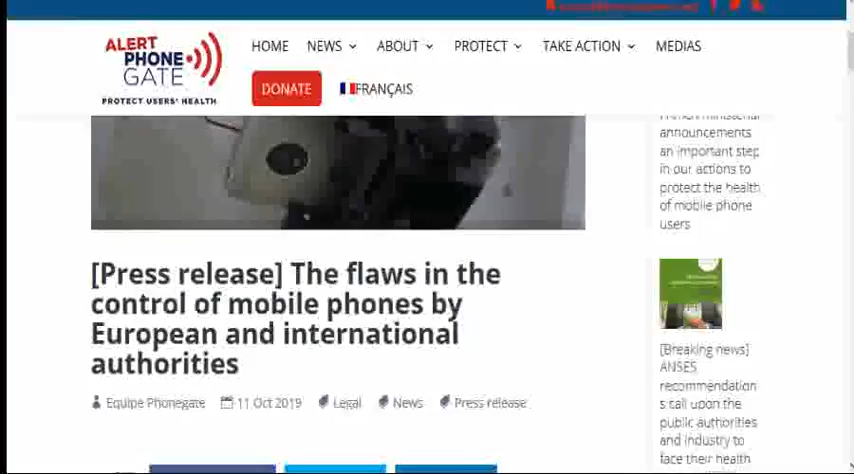 ALERT
PHONE
GATE
PROTECT USERS' HEALTH
HOME NEWS ABOUT PROTECT TAKE ACTION MEDIAS
DONATE FRANÇAIS
[Press release] The flaws in the
control of mobile phones by
European and international
authorities
Equipe Phonegate 11 Oct 2019 Legal News Press release
announcements
an important step
in our actions to
protect the health
of mobile phone
users
[Breaking news]
ANSES
recommendation
s call upon the
public authorities
and industry to
face their health